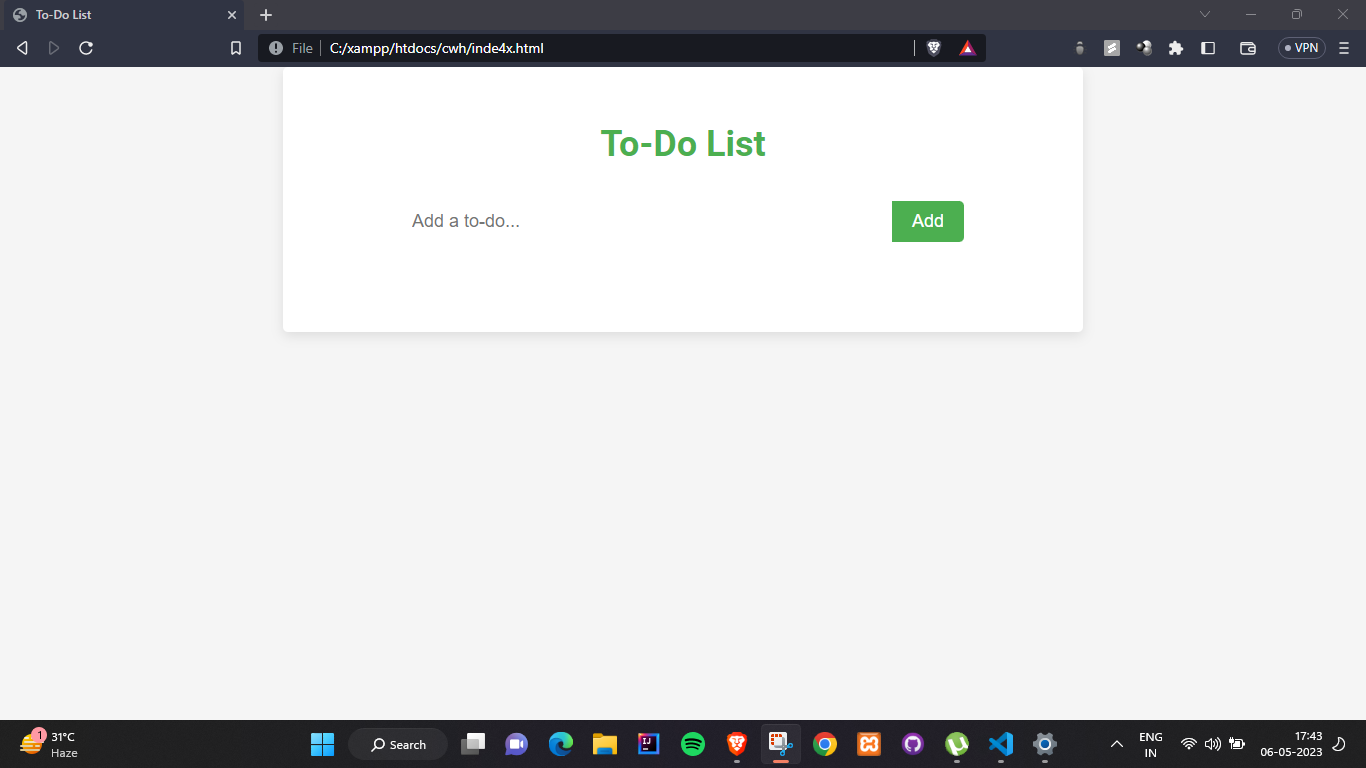 To-Do List
File C:/xampp/htdocs/cwh/inde4x.html
VPN
To-Do List
Add a to-do...
Add
1
31°C
Haze
Search
IJ
ENG
IN
17:43
06-05-2023